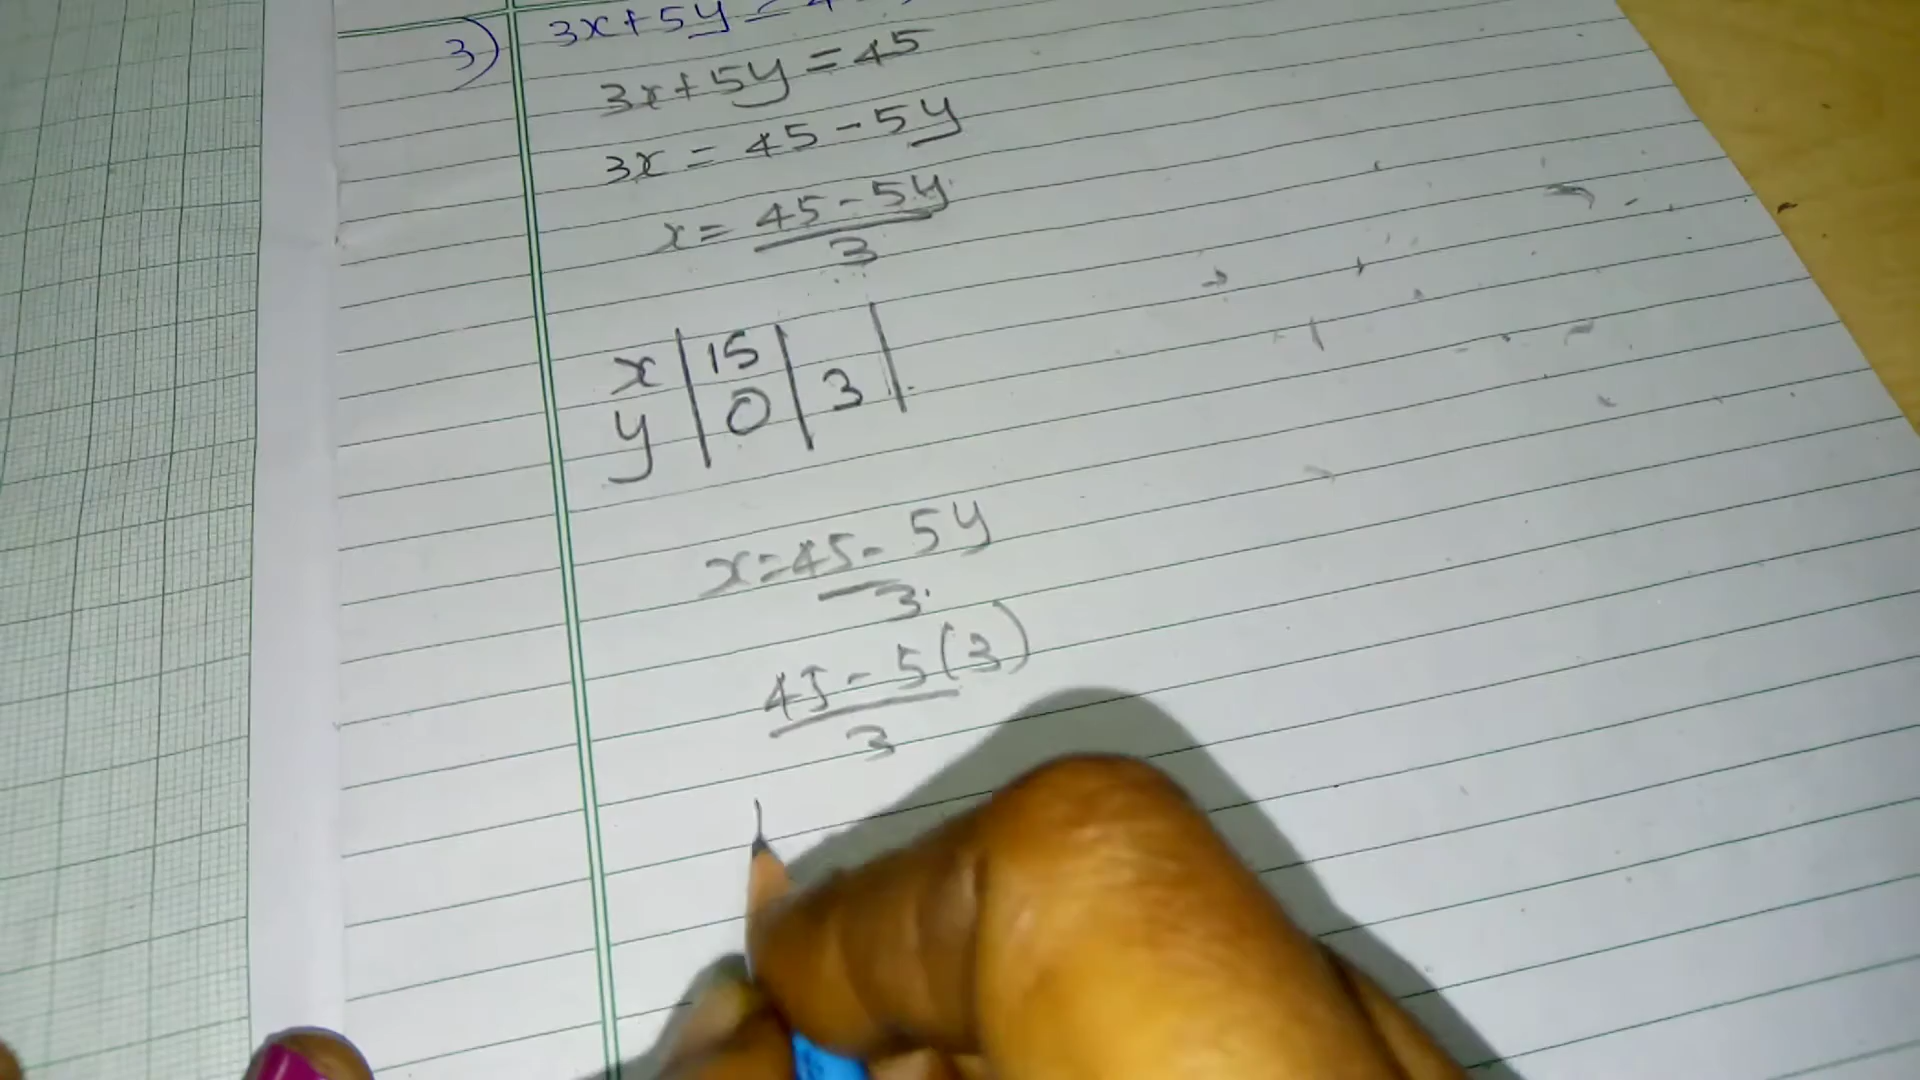 3) 3x+5y=4
3x+5y=45
3x = 45-5y
x= 45-5y
3
x | 15 | |
y | 0 | 3 |
x=45-5y
3
45-5(3)
3